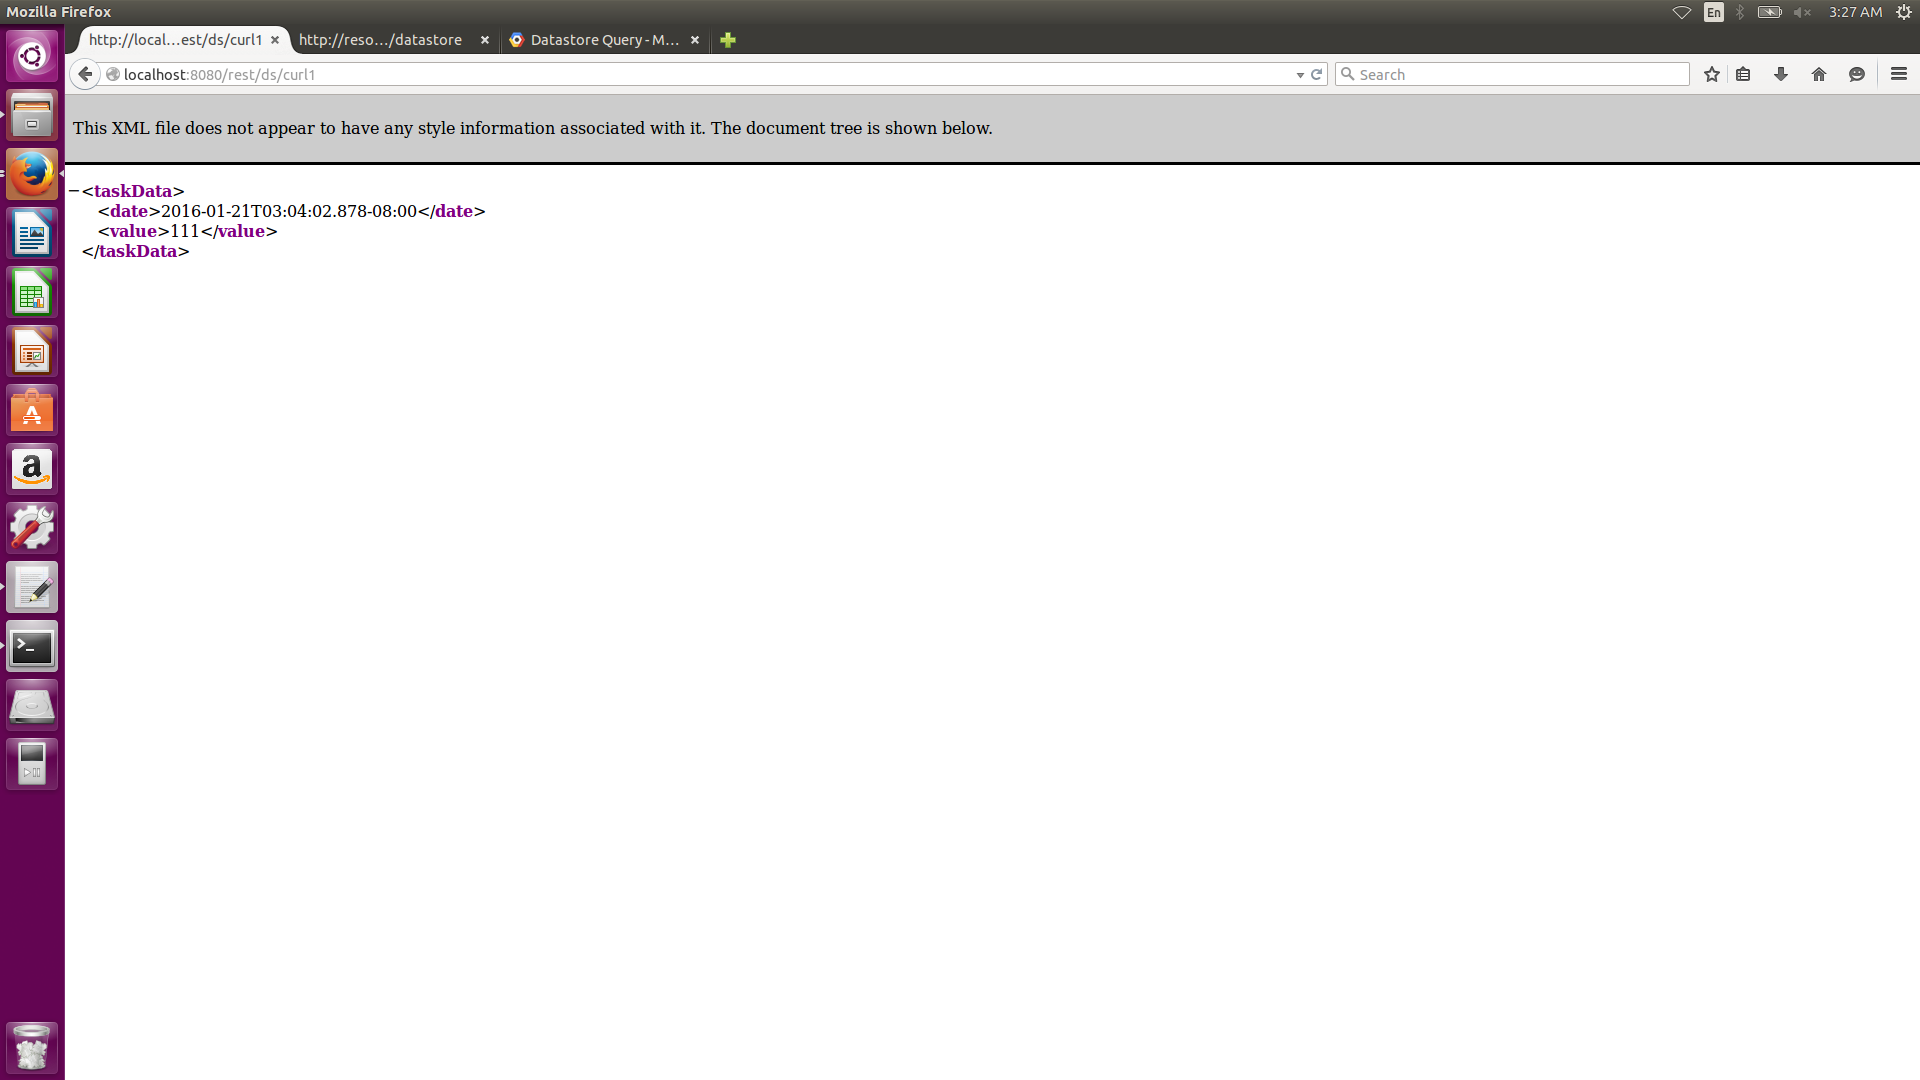 Mozilla Firefox
En
3:27 AM
http://local...est/ds/curl1
http://reso.../datastore
Datastore Query - M...
localhost:8080/rest/ds/curl1
Search
This XML file does not appear to have any style information associated with it. The document tree is shown below.
−<taskData>
<date>2016-01-21T03:04:02.878-08:00</date>
<value>111</value>
</taskData>